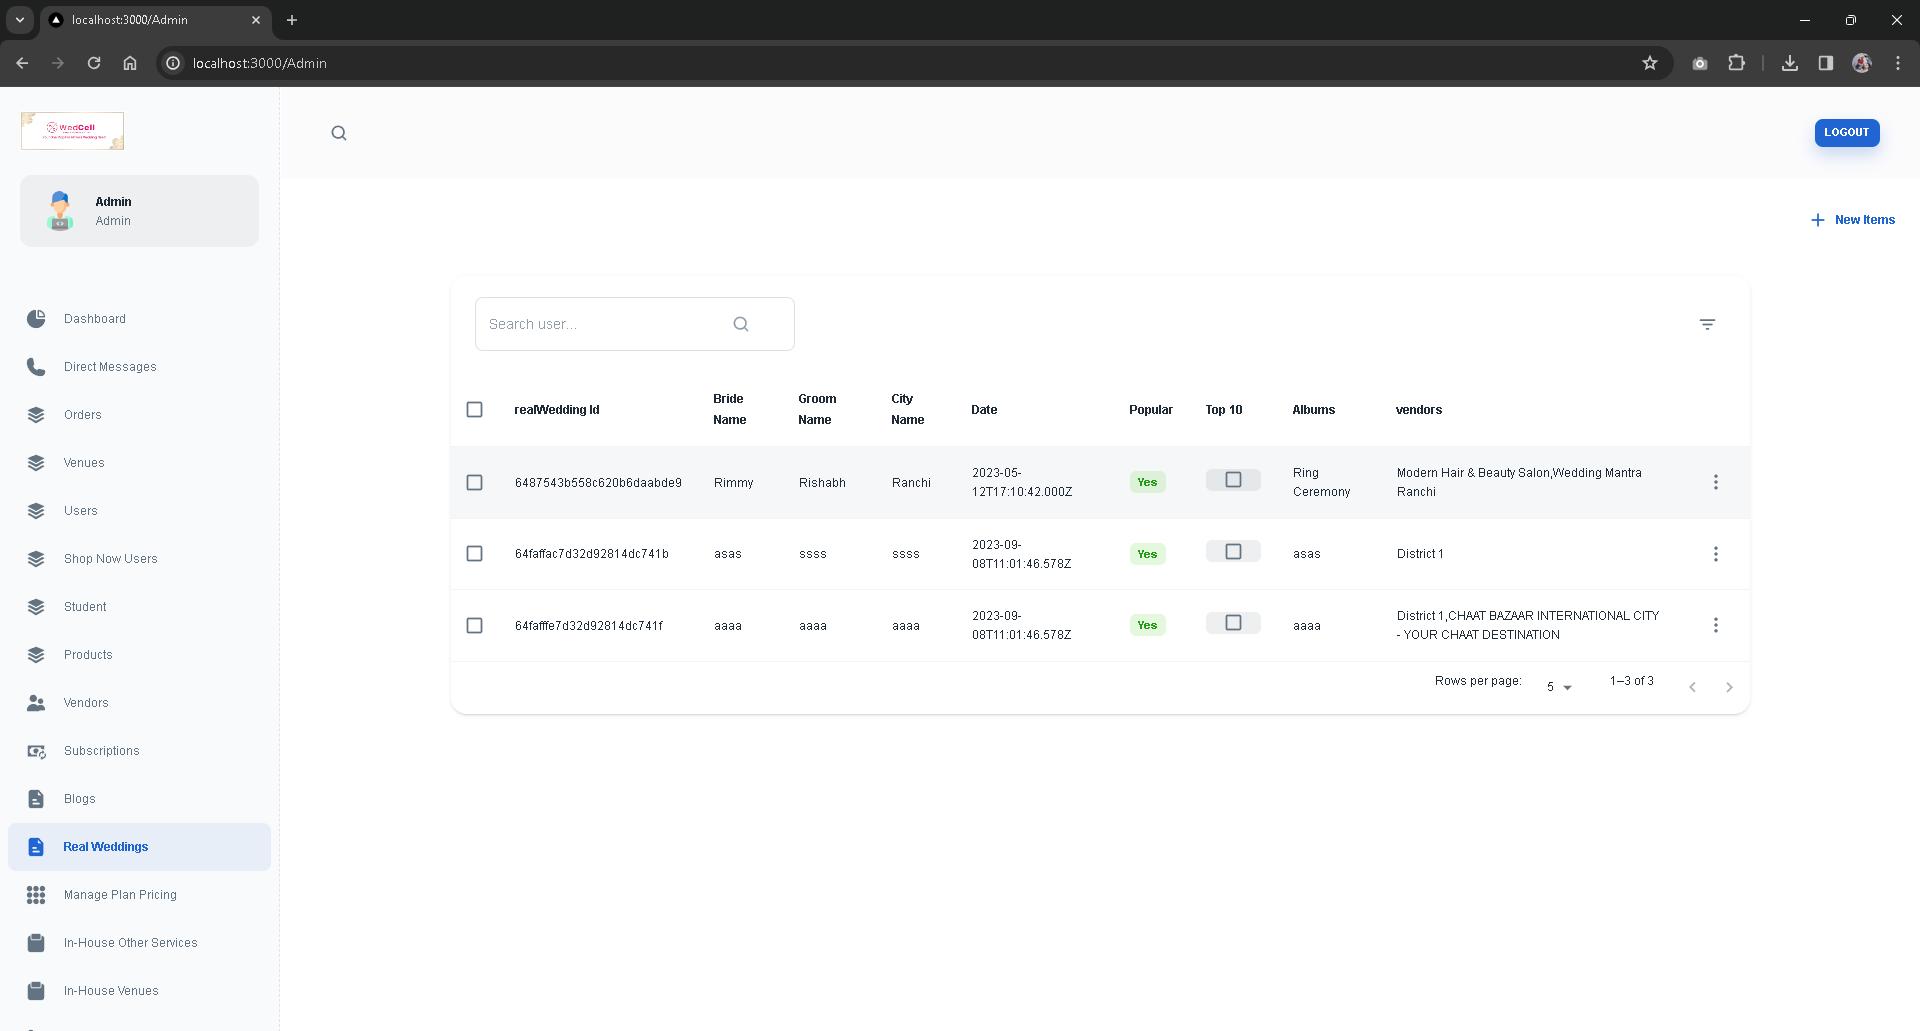 localhost:3000/Admin
localhost:3000/Admin
WedCell
LOGOUT
Admin
Admin
New Items
Dashboard
Direct Messages
Orders
Venues
Users
Shop Now Users
Student
Products
Vendors
Subscriptions
Blogs
Real Weddings
Manage Plan Pricing
In-House Other Services
In-House Venues
Search user...
realWedding Id Bride Name Groom Name City Name Date Popular Top 10 Albums vendors
6487543b558c620b6daabde9 Rimmy Rishabh Ranchi 2023-05-12T17:10:42.000Z Yes Ring Ceremony Modern Hair & Beauty Salon,Wedding Mantra Ranchi
64faffac7d32d92814dc741b asas ssss ssss 2023-09-08T11:01:46.578Z Yes asas District 1
64fafffe7d32d92814dc741f aaaa aaaa aaaa 2023-09-08T11:01:46.578Z Yes aaaa District 1,CHAAT BAZAAR INTERNATIONAL CITY - YOUR CHAAT DESTINATION
Rows per page: 5 1–3 of 3